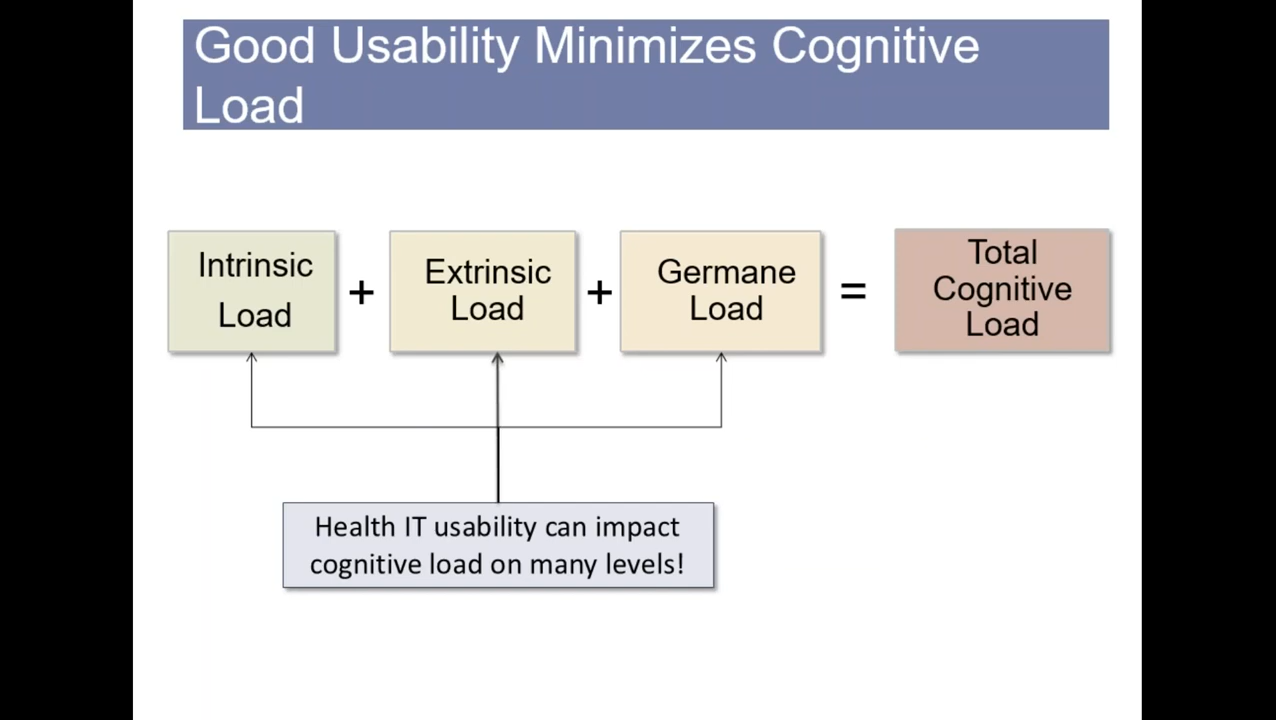 Good Usability Minimizes Cognitive
Load
Intrinsic
Load
+
Extrinsic
Load
+
Germane
Load
=
Total
Cognitive
Load
Health IT usability can impact
cognitive load on many levels!